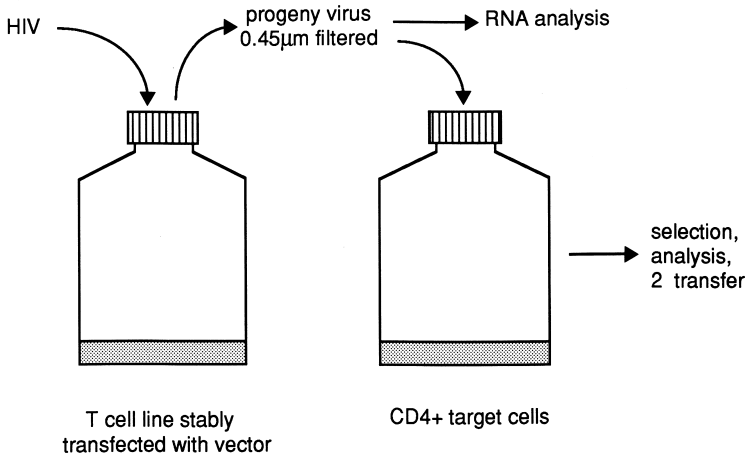 HIV
progeny virus
0.45µm filtered
RNA analysis
selection,
analysis,
2 transfer
T cell line stably
transfected with vector
CD4+ target cells